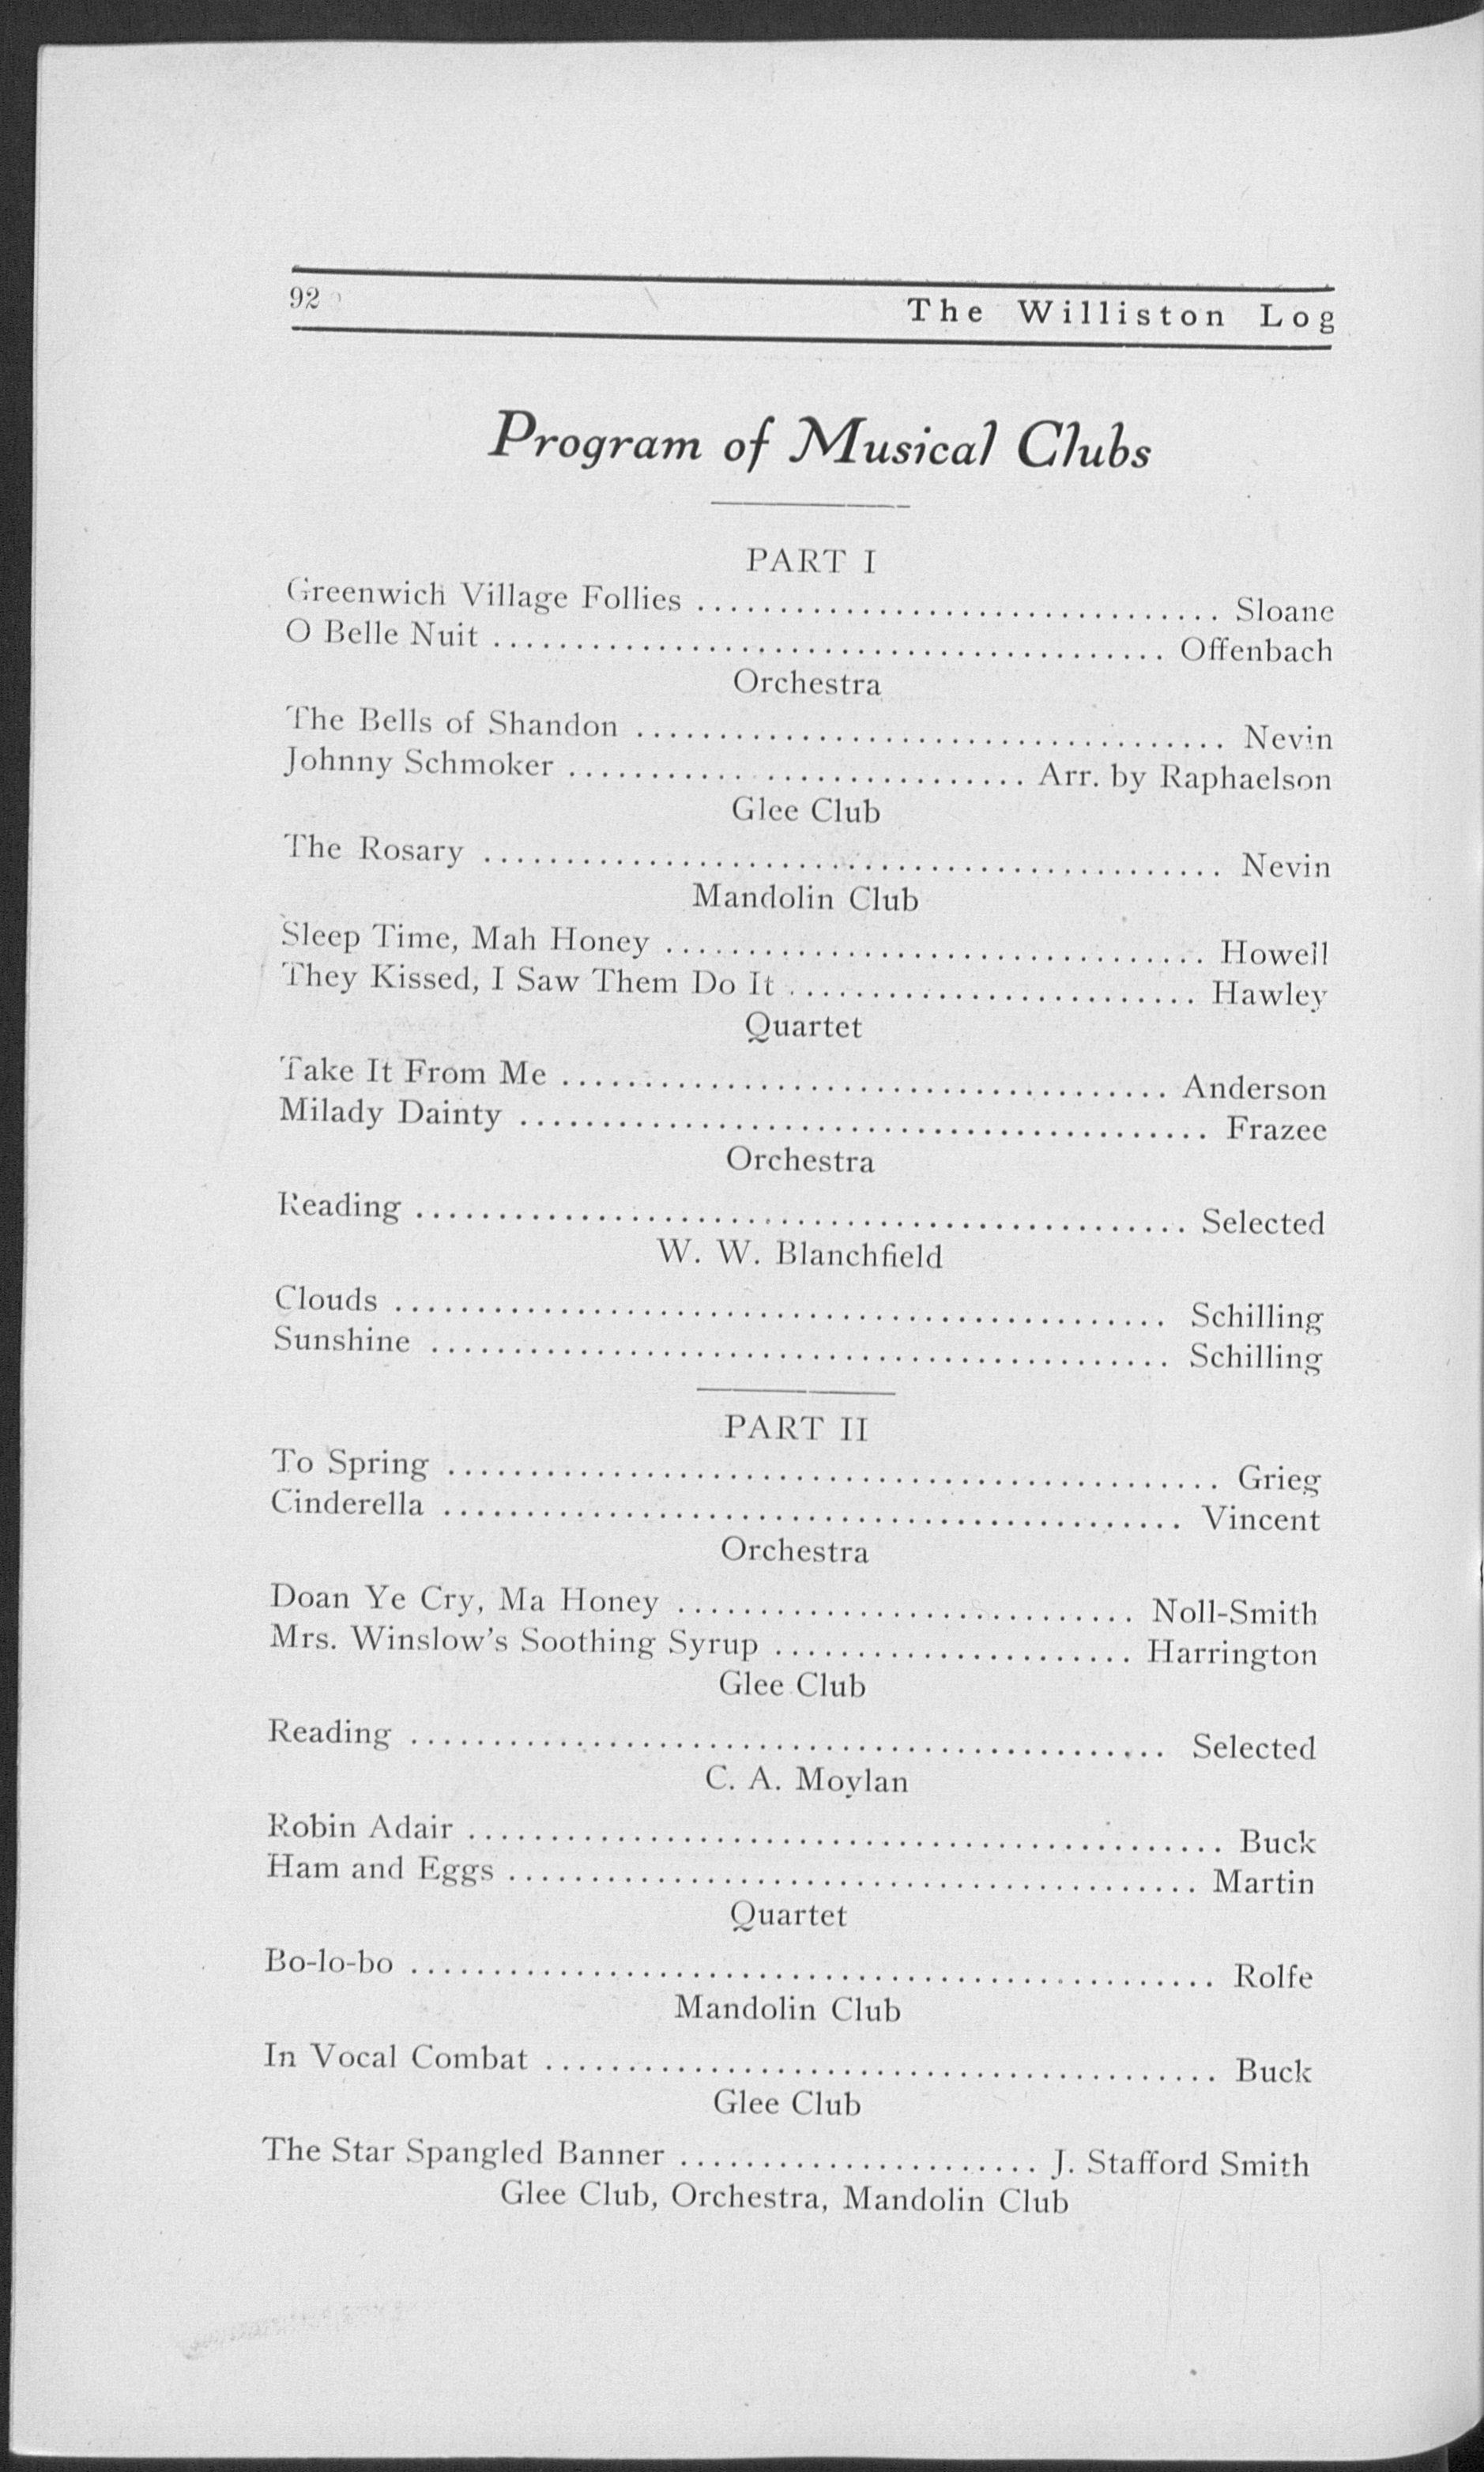 92
The Williston Log
Program of Musical Clubs
PART I
Greenwich Village Follies ................................ Sloane
O Belle Nuit ......................................... Offenbach
Orchestra
The Bells of Shandon .................................... Nevin
Johnny Schmoker ............................ Arr. by Raphaelson
Glee Club
The Rosary ............................................. Nevin
Mandolin Club
Sleep Time, Mah Honey ................................. Howell
They Kissed, I Saw Them Do It ......................... Hawley
Quartet
Take It From Me ..................................... Anderson
Milady Dainty .......................................... Frazee
Orchestra
Reading ............................................... Selected
W. W. Blanchfield
Clouds ............................................... Schilling
Sunshine ............................................. Schilling
PART II
To Spring ............................................... Grieg
Cinderella ............................................. Vincent
Orchestra
Doan Ye Cry, Ma Honey ............................ Noll-Smith
Mrs. Winslow's Soothing Syrup ...................... Harrington
Glee Club
Reading .............................................. Selected
C. A. Moylan
Robin Adair .............................................. Buck
Ham and Eggs .......................................... Martin
Quartet
Bo-lo-bo ................................................. Rolfe
Mandolin Club
In Vocal Combat ......................................... Buck
Glee Club
The Star Spangled Banner ...................... J. Stafford Smith
Glee Club, Orchestra, Mandolin Club